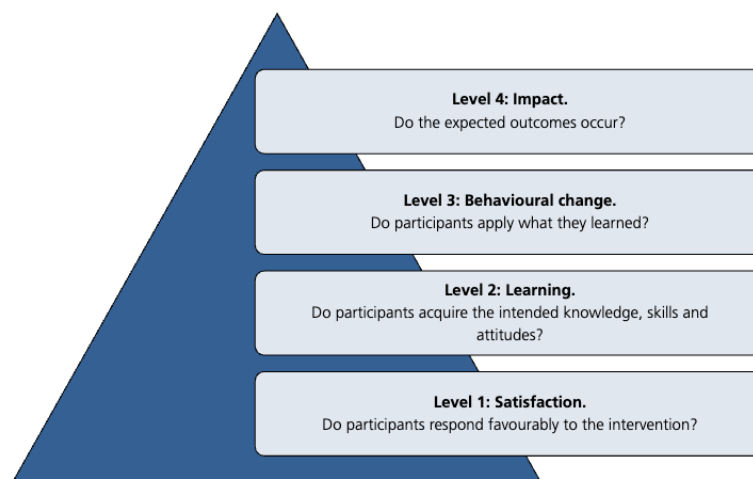 Level 4: Impact.
Do the expected outcomes occur?
Level 3: Behavioural change.
Do participants apply what they learned?
Level 2: Learning.
Do participants acquire the intended knowledge, skills and
attitudes?
Level 1: Satisfaction.
Do participants respond favourably to the intervention?